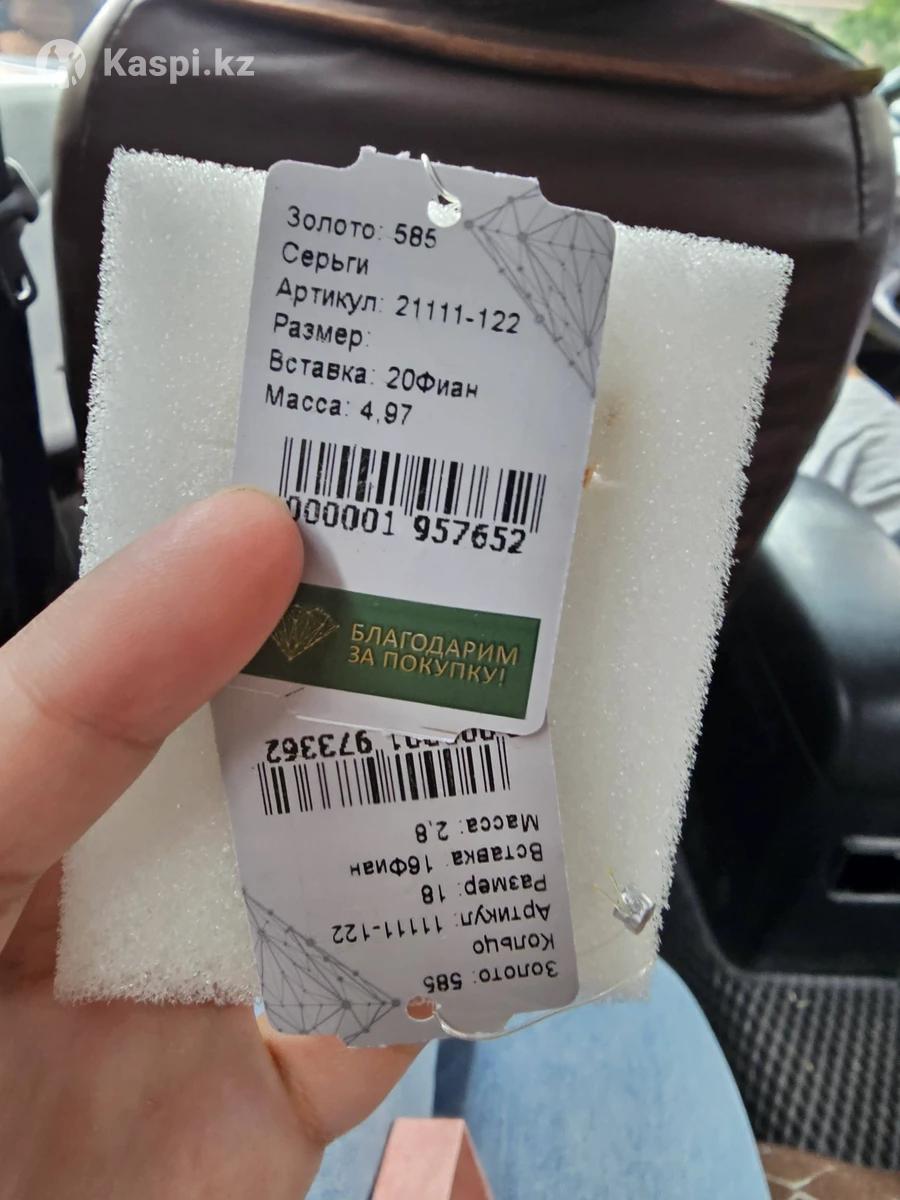 Kaspi.kz
Золото: 585
Серьги
Артикул: 21111-122
Размер:
Вставка: 20Фиан
Масса: 4,97
000001 957652
БЛАГОДАРИМ
ЗА ПОКУПКУ!
Золото: 585
Кольцо
Артикул: 11111-122
Размер: 18
Вставка: 16Фиан
Масса: 2,8
973362